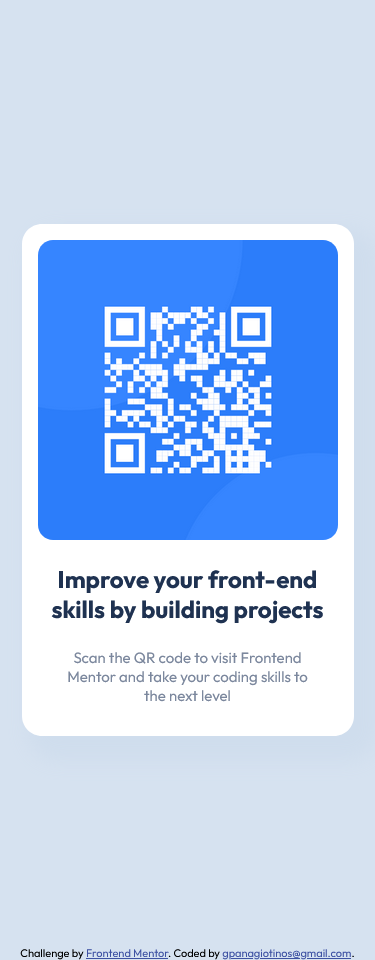 Improve your front-end
skills by building projects
Scan the QR code to visit Frontend
Mentor and take your coding skills to
the next level
Challenge by Frontend Mentor. Coded by gpanagiotinos@gmail.com.